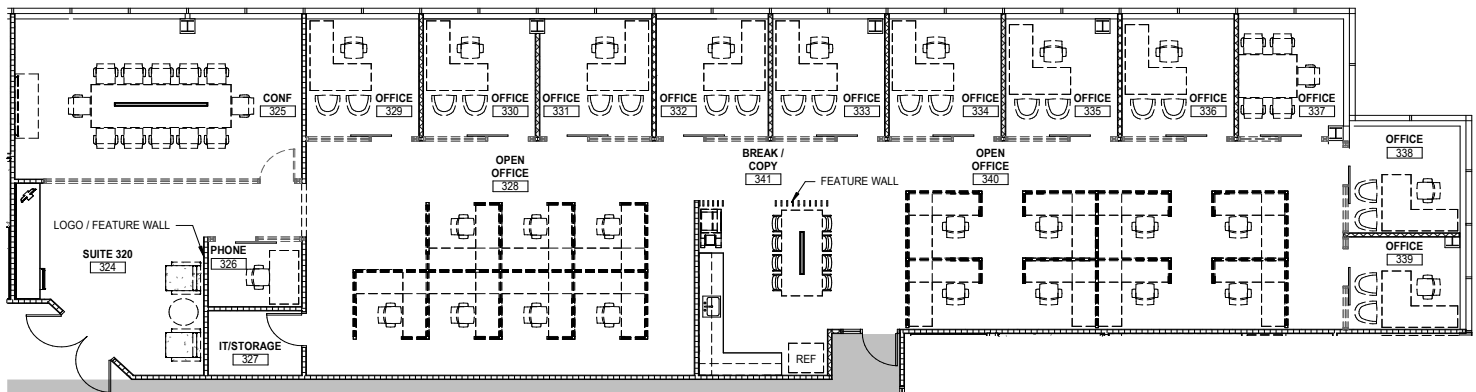 CONF
325
OFFICE
329
OFFICE
330
OFFICE
331
OFFICE
332
OFFICE
333
OFFICE
334
OFFICE
335
OFFICE
336
OFFICE
337
OFFICE
338
OFFICE
339
OPEN
OFFICE
328
BREAK /
COPY
341
FEATURE WALL
OPEN
OFFICE
340
LOGO / FEATURE WALL
SUITE 320
324
PHONE
326
IT/STORAGE
327
REF